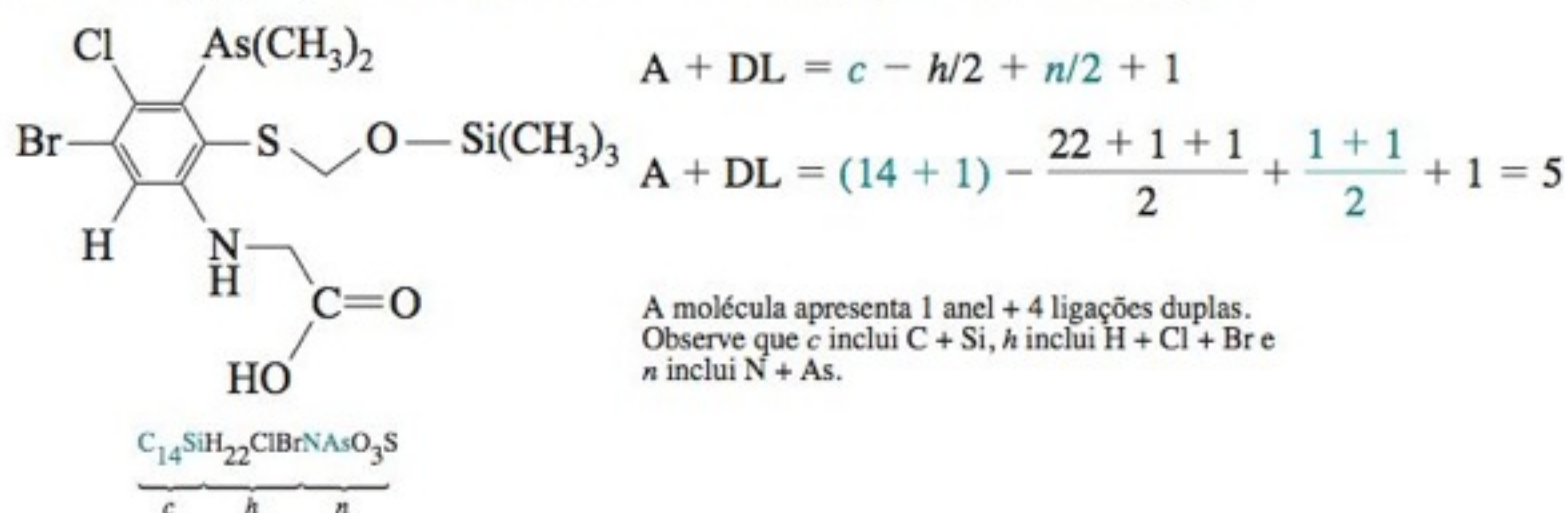 Cl
As(CH₃)₂
Br
S
O
Si(CH₃)₃
H
N
H
C=O
HO
C₁₄SiH₂₂ClBrNAsO₃S
c h n
A + DL = c − h/2 + n/2 + 1
A + DL = (14 + 1) − (22 + 1 + 1)/2 + (1 + 1)/2 + 1 = 5
A molécula apresenta 1 anel + 4 ligações duplas.
Observe que c inclui C + Si, h inclui H + Cl + Br e
n inclui N + As.